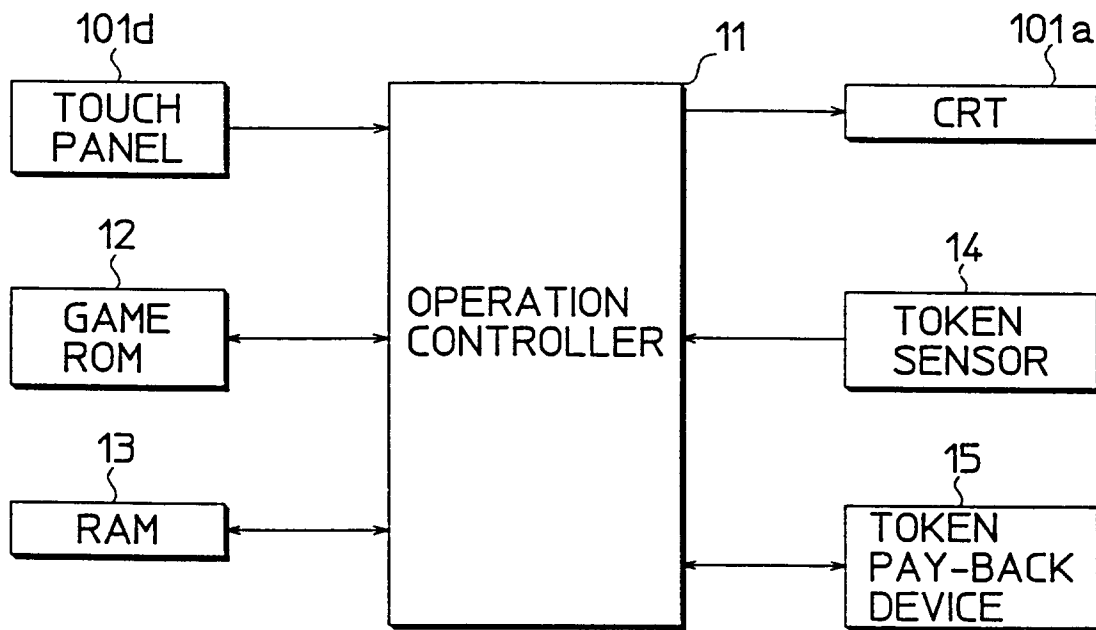 101d
TOUCH
PANEL
12
GAME
ROM
13
RAM
11
OPERATION
CONTROLLER
101a
CRT
14
TOKEN
SENSOR
15
TOKEN
PAY-BACK
DEVICE